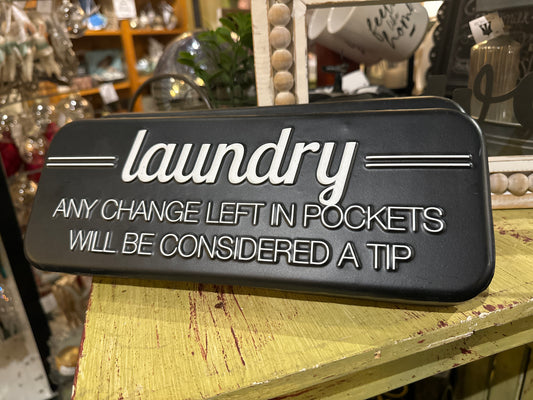 laundry
ANY CHANGE LEFT IN POCKETS
WILL BE CONSIDERED A TIP